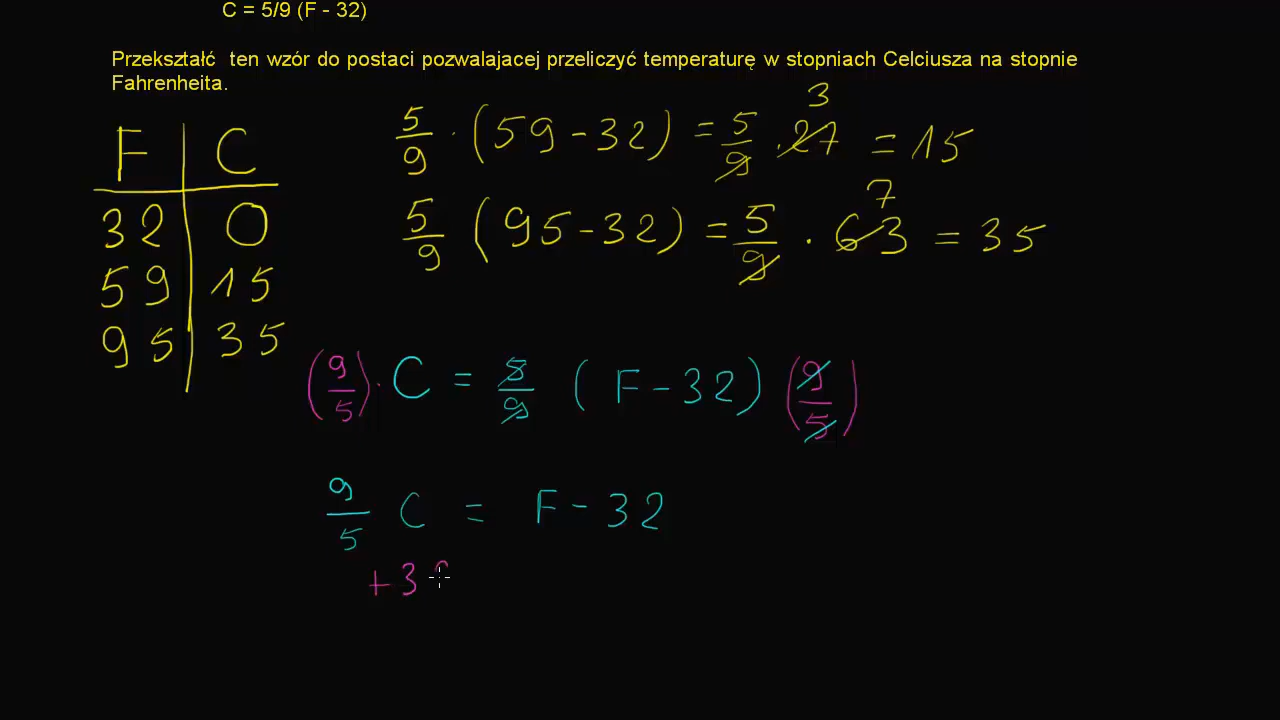 C = 5/9 (F - 32)
Przekształć ten wzór do postaci pozwalajacej przeliczyć temperaturę w stopniach Celciusza na stopnie
Fahrenheita.
F | C
32 | 0
59 | 15
95 | 35
5/9 · (59 - 32) = 5/9 · 27 3 = 15
5/9 (95 - 32) = 5/9 · 63 7 = 35
(9/5) · C = 5/9 (F - 32) (9/5)
9/5 C = F - 32
+3